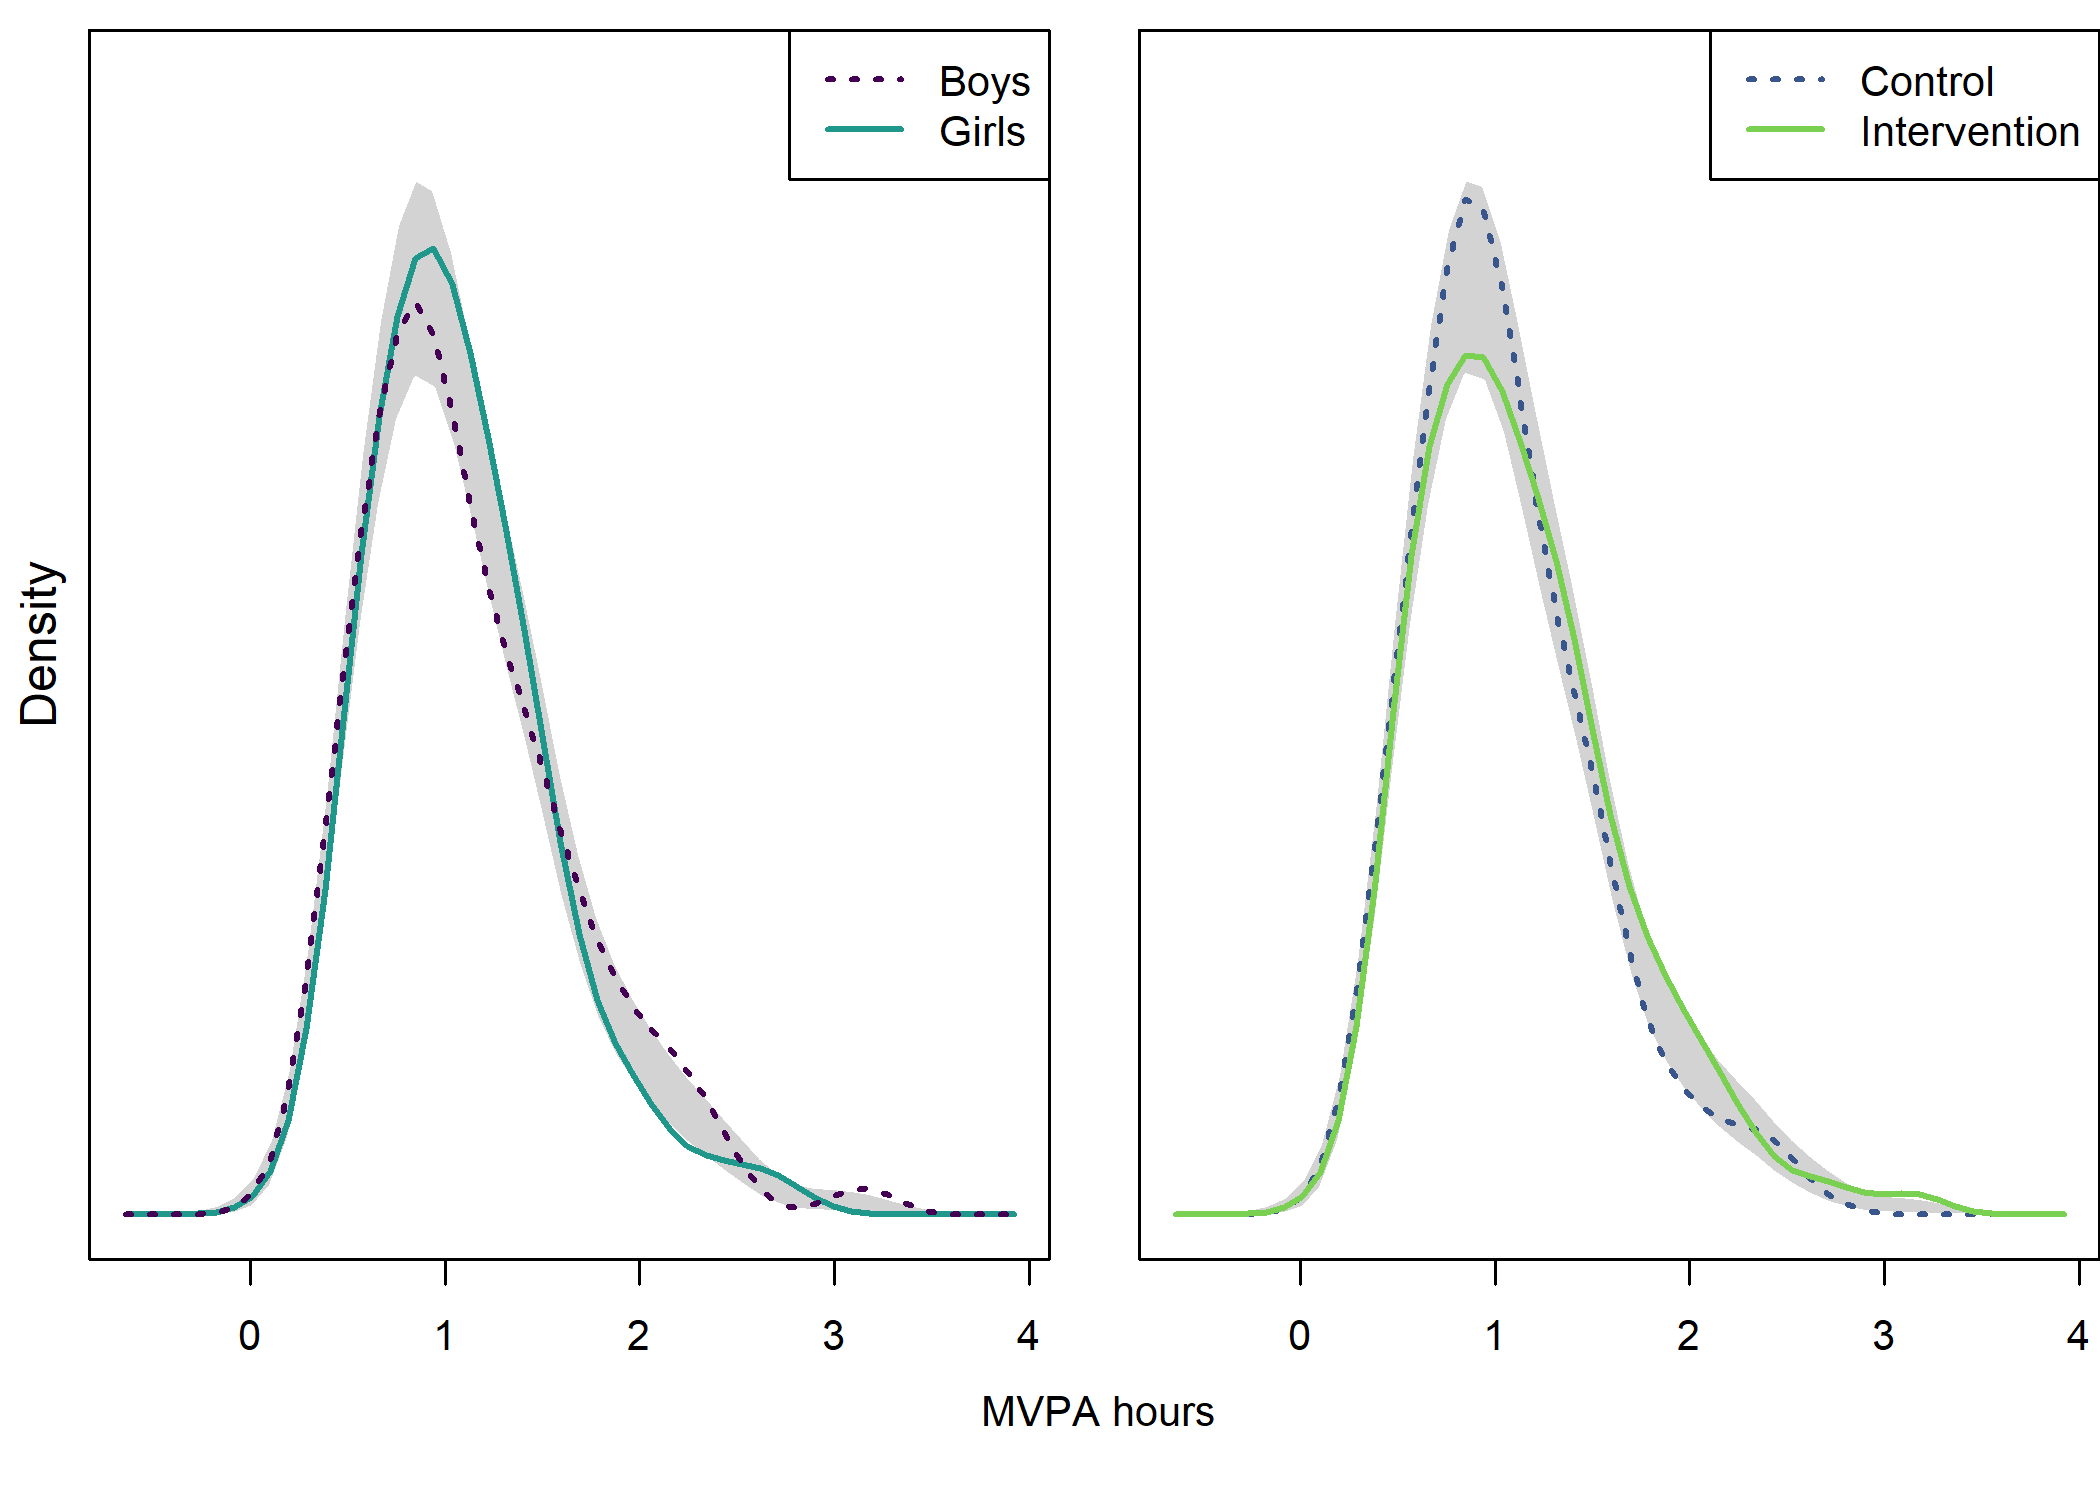 Boys
Girls
Control
Intervention
Density
0 1 2 3 4
0 1 2 3 4
MVPA hours